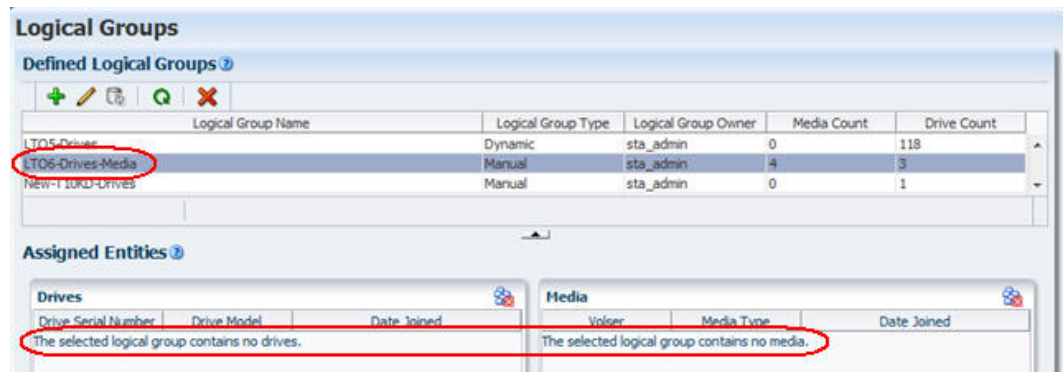 Logical Groups
Defined Logical Groups
Logical Group Name Logical Group Type Logical Group Owner Media Count Drive Count
LTO5-Drives Dynamic sta_admin 0 118
LTO6-Drives-Media Manual sta_admin 4 3
New-T10KD-Drives Manual sta_admin 0 1
Assigned Entities
Drives Media
Drive Serial Number Drive Model Date Joined Volser Media Type Date Joined
The selected logical group contains no drives. The selected logical group contains no media.